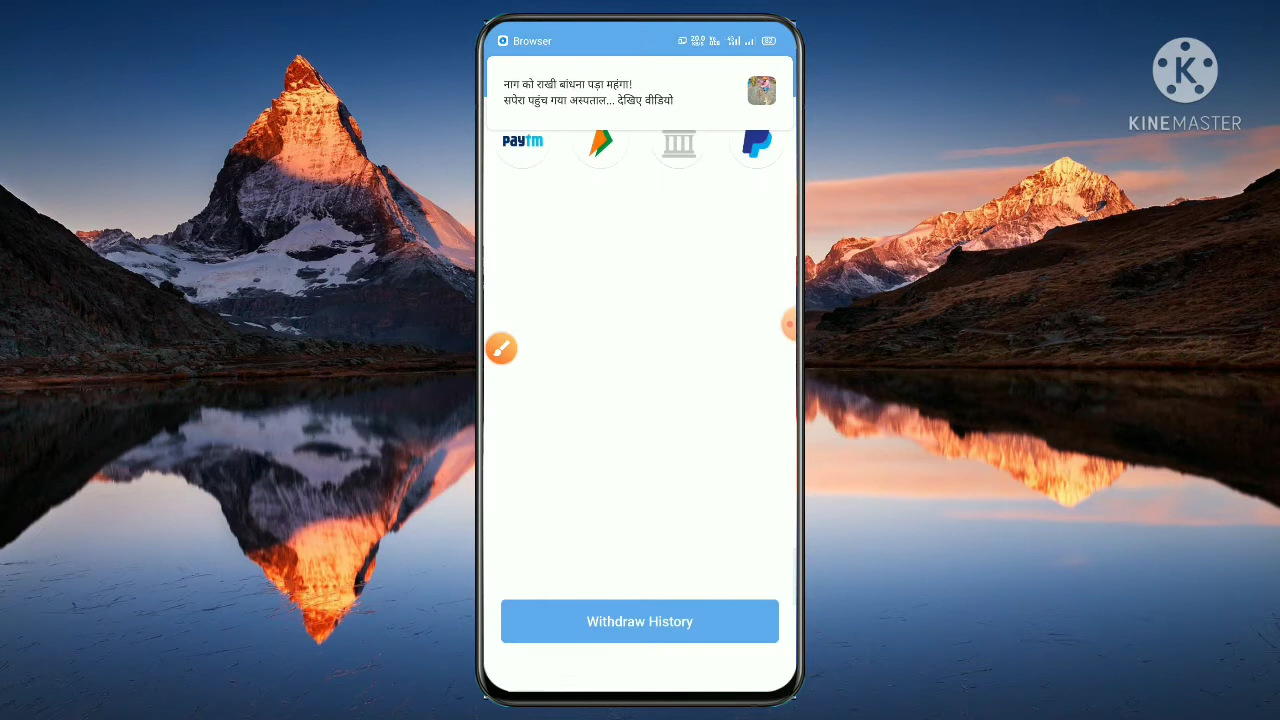 Browser
नाग को राखी बांधना पड़ा महंगा!
सपेरा पहुंच गया अस्पताल... देखिए वीडियो
paytm
Withdraw History
KINEMASTER